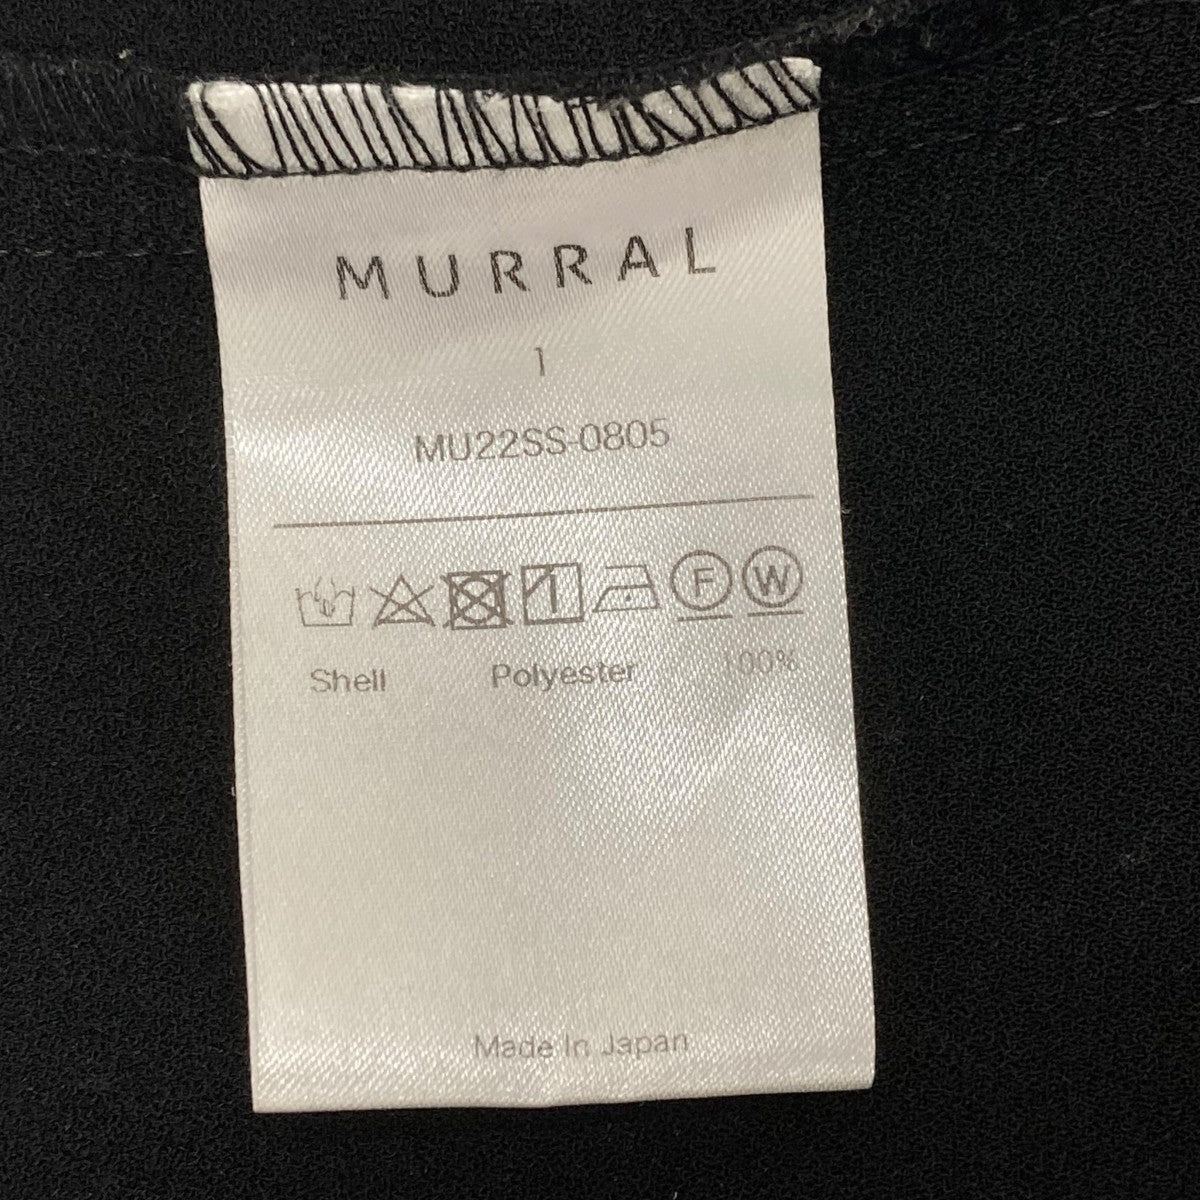 MURRAL
1
MU22SS-0805
F W
Shell Polyester 100%
Made In Japan